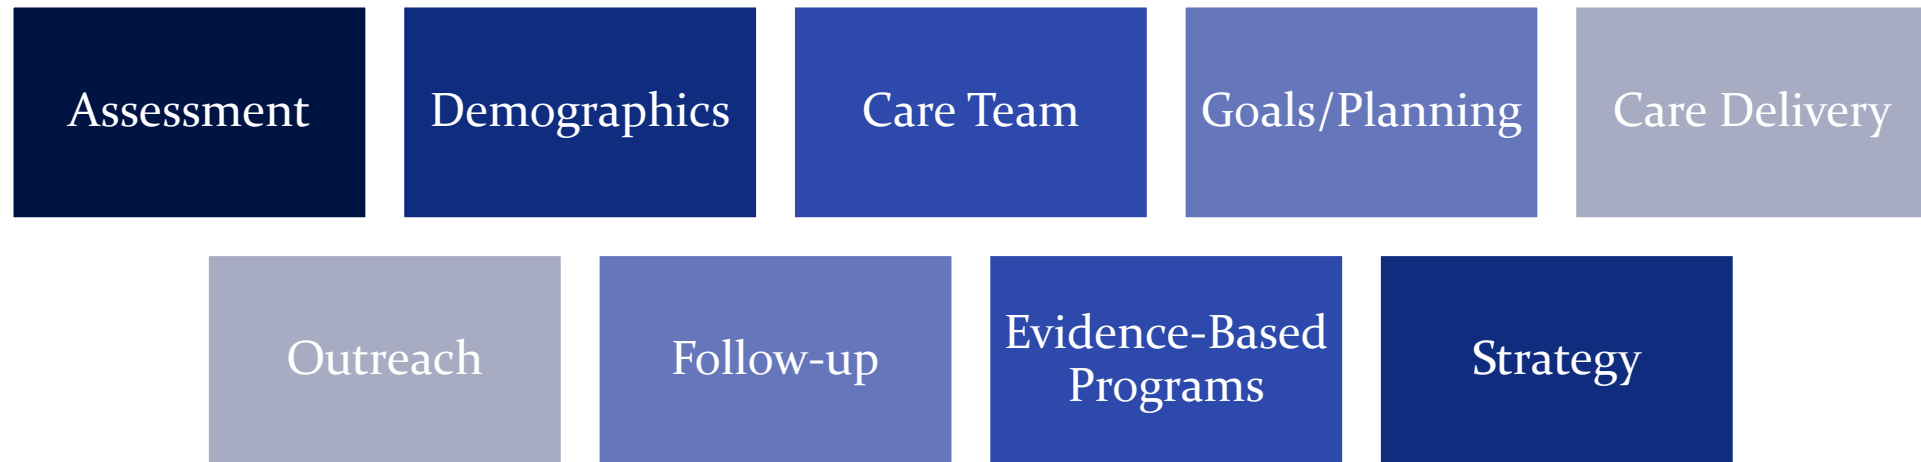 Assessment
Demographics
Care Team
Goals/Planning
Care Delivery
Outreach
Follow-up
Evidence-Based
Programs
Strategy